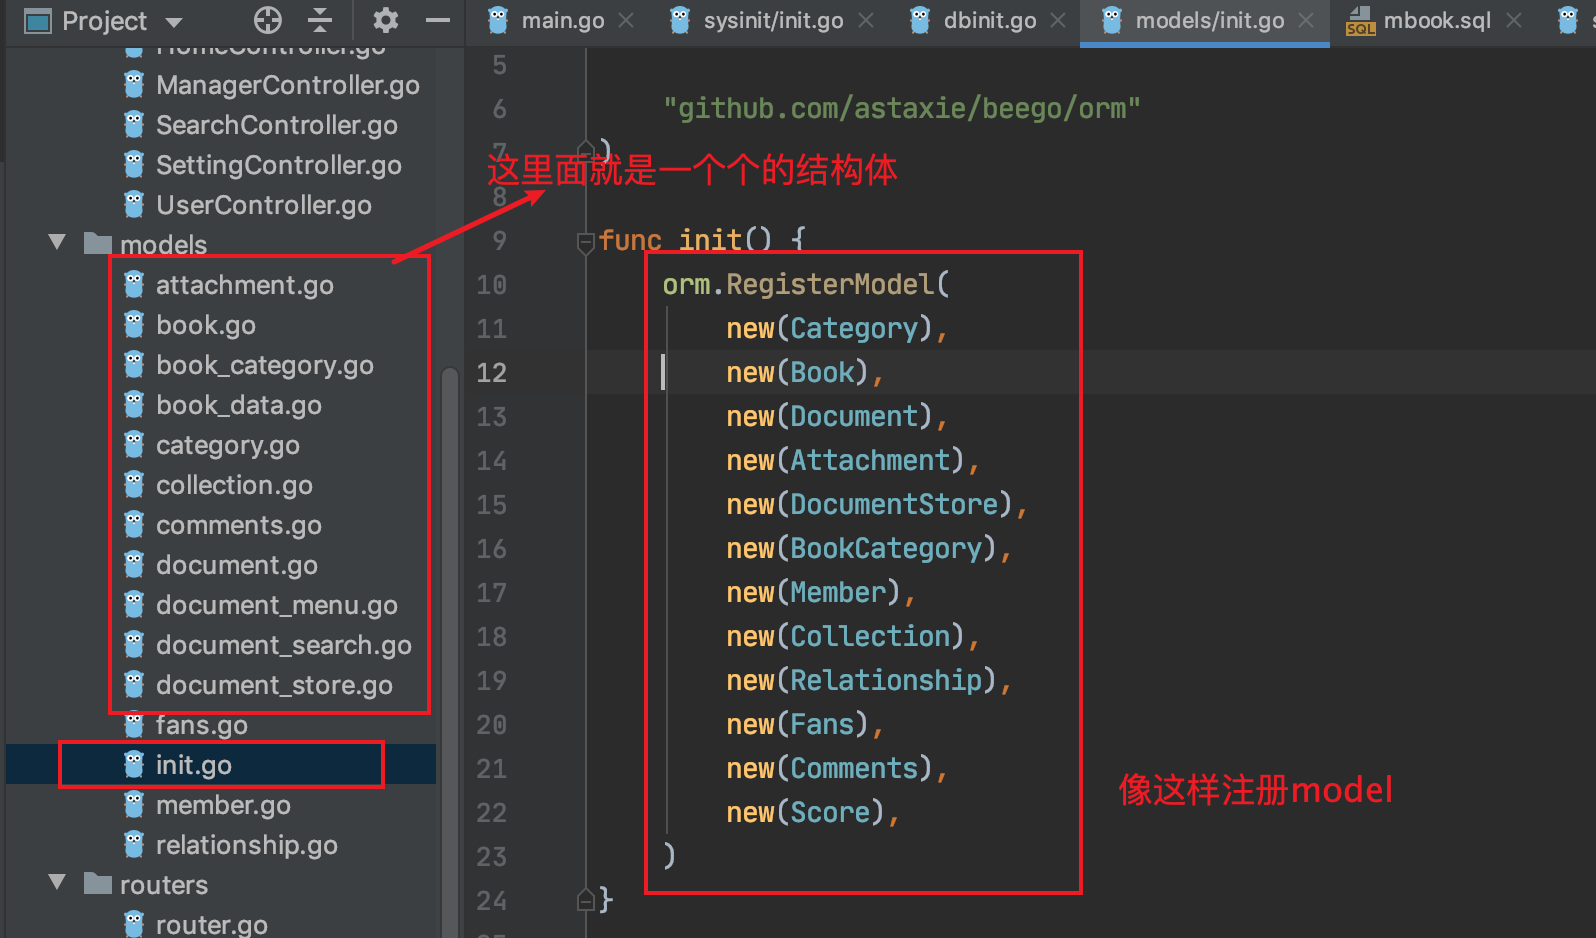 Project
main.go
sysinit/init.go
dbinit.go
models/init.go
mbook.sql
HomeController.go
ManagerController.go
SearchController.go
SettingController.go
UserController.go
models
attachment.go
book.go
book_category.go
book_data.go
category.go
collection.go
comments.go
document.go
document_menu.go
document_search.go
document_store.go
fans.go
init.go
member.go
relationship.go
routers
router.go
5
6 "github.com/astaxie/beego/orm"
7 )
这里面就是一个个的结构体
8
9 func init() {
10 orm.RegisterModel(
11 new(Category),
12 new(Book),
13 new(Document),
14 new(Attachment),
15 new(DocumentStore),
16 new(BookCategory),
17 new(Member),
18 new(Collection),
19 new(Relationship),
20 new(Fans),
21 new(Comments),
像这样注册model
22 new(Score),
23 )
24 }